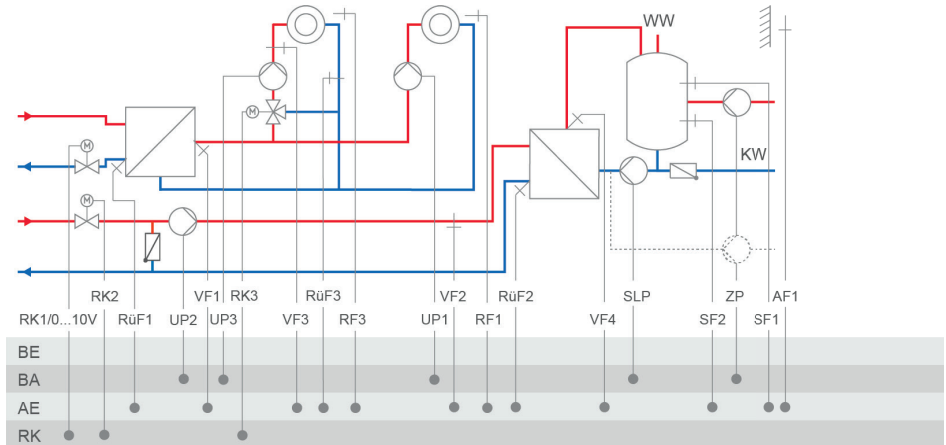 WW
M
M
KW
M
RK2 VF1 RK3 RüF3 VF2 RüF2 SLP ZP AF1
RK1/0...10V RüF1 UP2 UP3 VF3 RF3 UP1 RF1 VF4 SF2 SF1
BE
BA
AE
RK